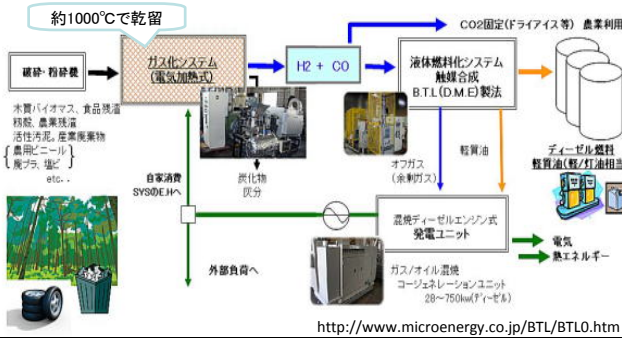 約1000℃で乾留
破砕・粉砕機
ガス化システム
(電気加熱式)
H2 + CO
CO2固定(ドライアイス等) 農業利用
液体燃料化システム
触媒合成
B.T.L(D.M.E)製法
木質バイオマス、食品残渣
籾殻、農業残渣
活性汚泥。産業廃棄物
農用ビニール
廃プラ、塩ビ
etc..
炭化物
灰分
オフガス
(余剰ガス)
軽質油
ディーゼル燃料
軽質油(軽/灯油相当
自家消費
SYSのE.Hへ
混焼ディーゼルエンジン式
発電ユニット
電気
熱エネルギー
外部負荷へ
ガス/オイル混焼
コージェネレーションユニット
28～750kw(ディーゼル)
http://www.microenergy.co.jp/BTL/BTL0.htm